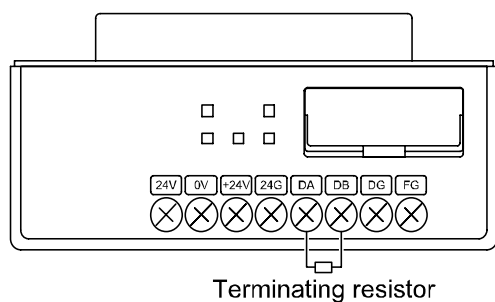 24V 0V +24V 24G DA DB DG FG
Terminating resistor